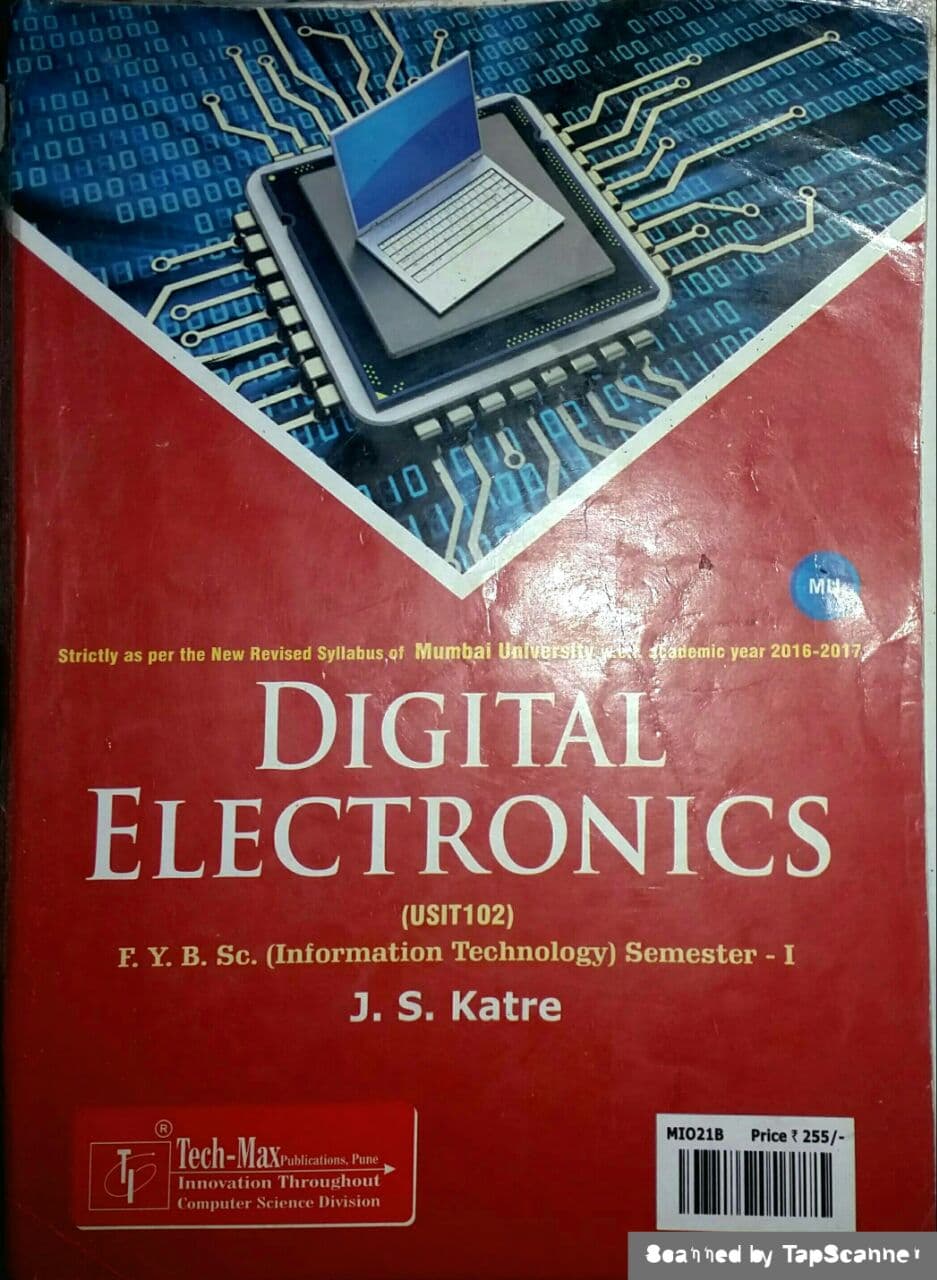 MU
Strictly as per the New Revised Syllabus of Mumbai University w.e.f. academic year 2016-2017
DIGITAL
ELECTRONICS
(USIT102)
F. Y. B. Sc. (Information Technology) Semester - I
J. S. Katre
®
Tech-Max Publications, Pune
Innovation Throughout
Computer Science Division
MIO21B Price ₹ 255/-
Scanned by TapScanner